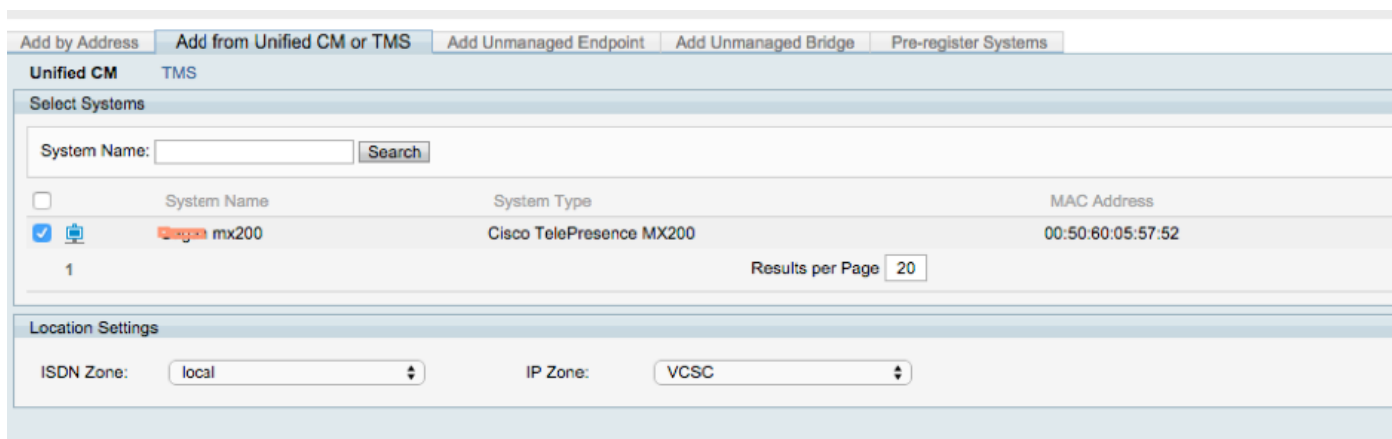 Add by Address Add from Unified CM or TMS Add Unmanaged Endpoint Add Unmanaged Bridge Pre-register Systems
Unified CM TMS
Select Systems
System Name: Search
System Name System Type MAC Address
mx200 Cisco TelePresence MX200 00:50:60:05:57:52
1 Results per Page 20
Location Settings
ISDN Zone: local IP Zone: VCSC